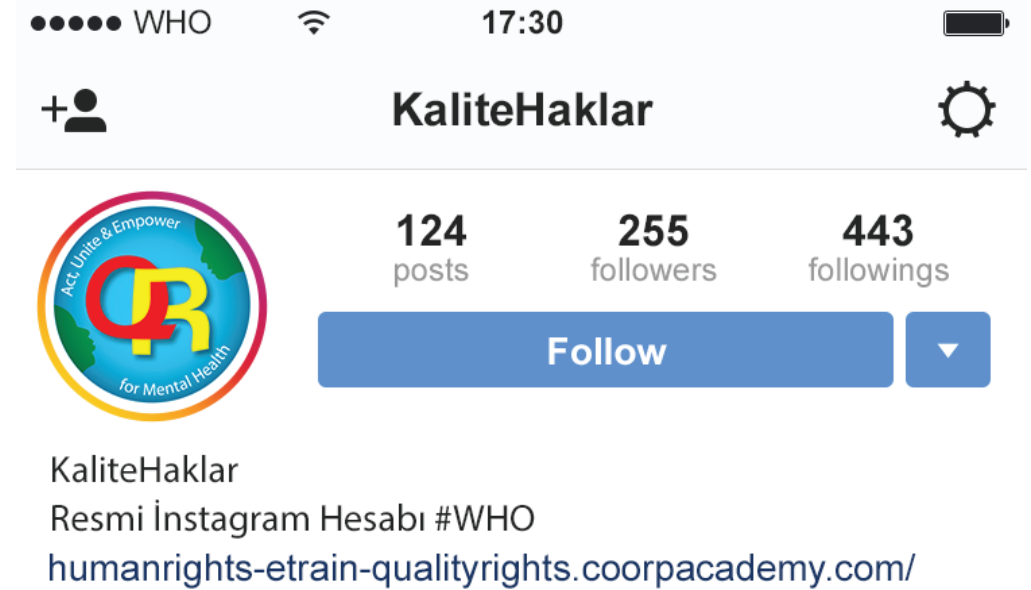 WHO 17:30
KaliteHaklar
Act, Unite & Empower
QR
for Mental Health
124 255 443
posts followers followings
Follow
KaliteHaklar
Resmi İnstagram Hesabı #WHO
humanrights-etrain-qualityrights.coorpacademy.com/